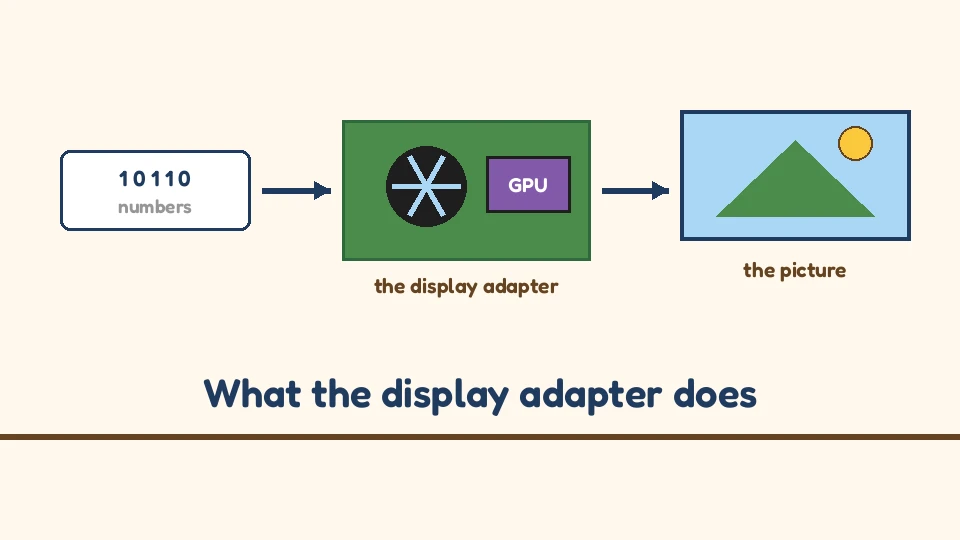 10110
numbers
GPU
the display adapter
the picture
What the display adapter does